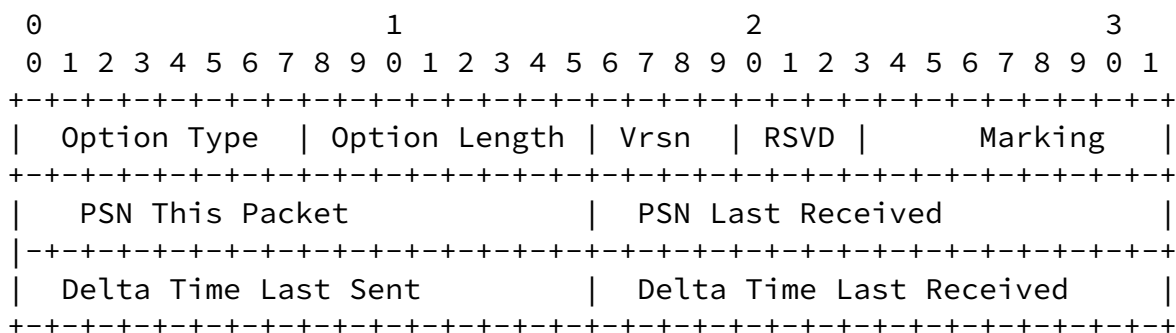 0                   1                   2                   3
 0 1 2 3 4 5 6 7 8 9 0 1 2 3 4 5 6 7 8 9 0 1 2 3 4 5 6 7 8 9 0 1
+-+-+-+-+-+-+-+-+-+-+-+-+-+-+-+-+-+-+-+-+-+-+-+-+-+-+-+-+-+-+-+-+
|  Option Type  | Option Length | Vrsn  | RSVD |      Marking   |
+-+-+-+-+-+-+-+-+-+-+-+-+-+-+-+-+-+-+-+-+-+-+-+-+-+-+-+-+-+-+-+-+
|   PSN This Packet             |  PSN Last Received            |
|-+-+-+-+-+-+-+-+-+-+-+-+-+-+-+-+-+-+-+-+-+-+-+-+-+-+-+-+-+-+-+-+
|  Delta Time Last Sent         |  Delta Time Last Received     |
+-+-+-+-+-+-+-+-+-+-+-+-+-+-+-+-+-+-+-+-+-+-+-+-+-+-+-+-+-+-+-+-+